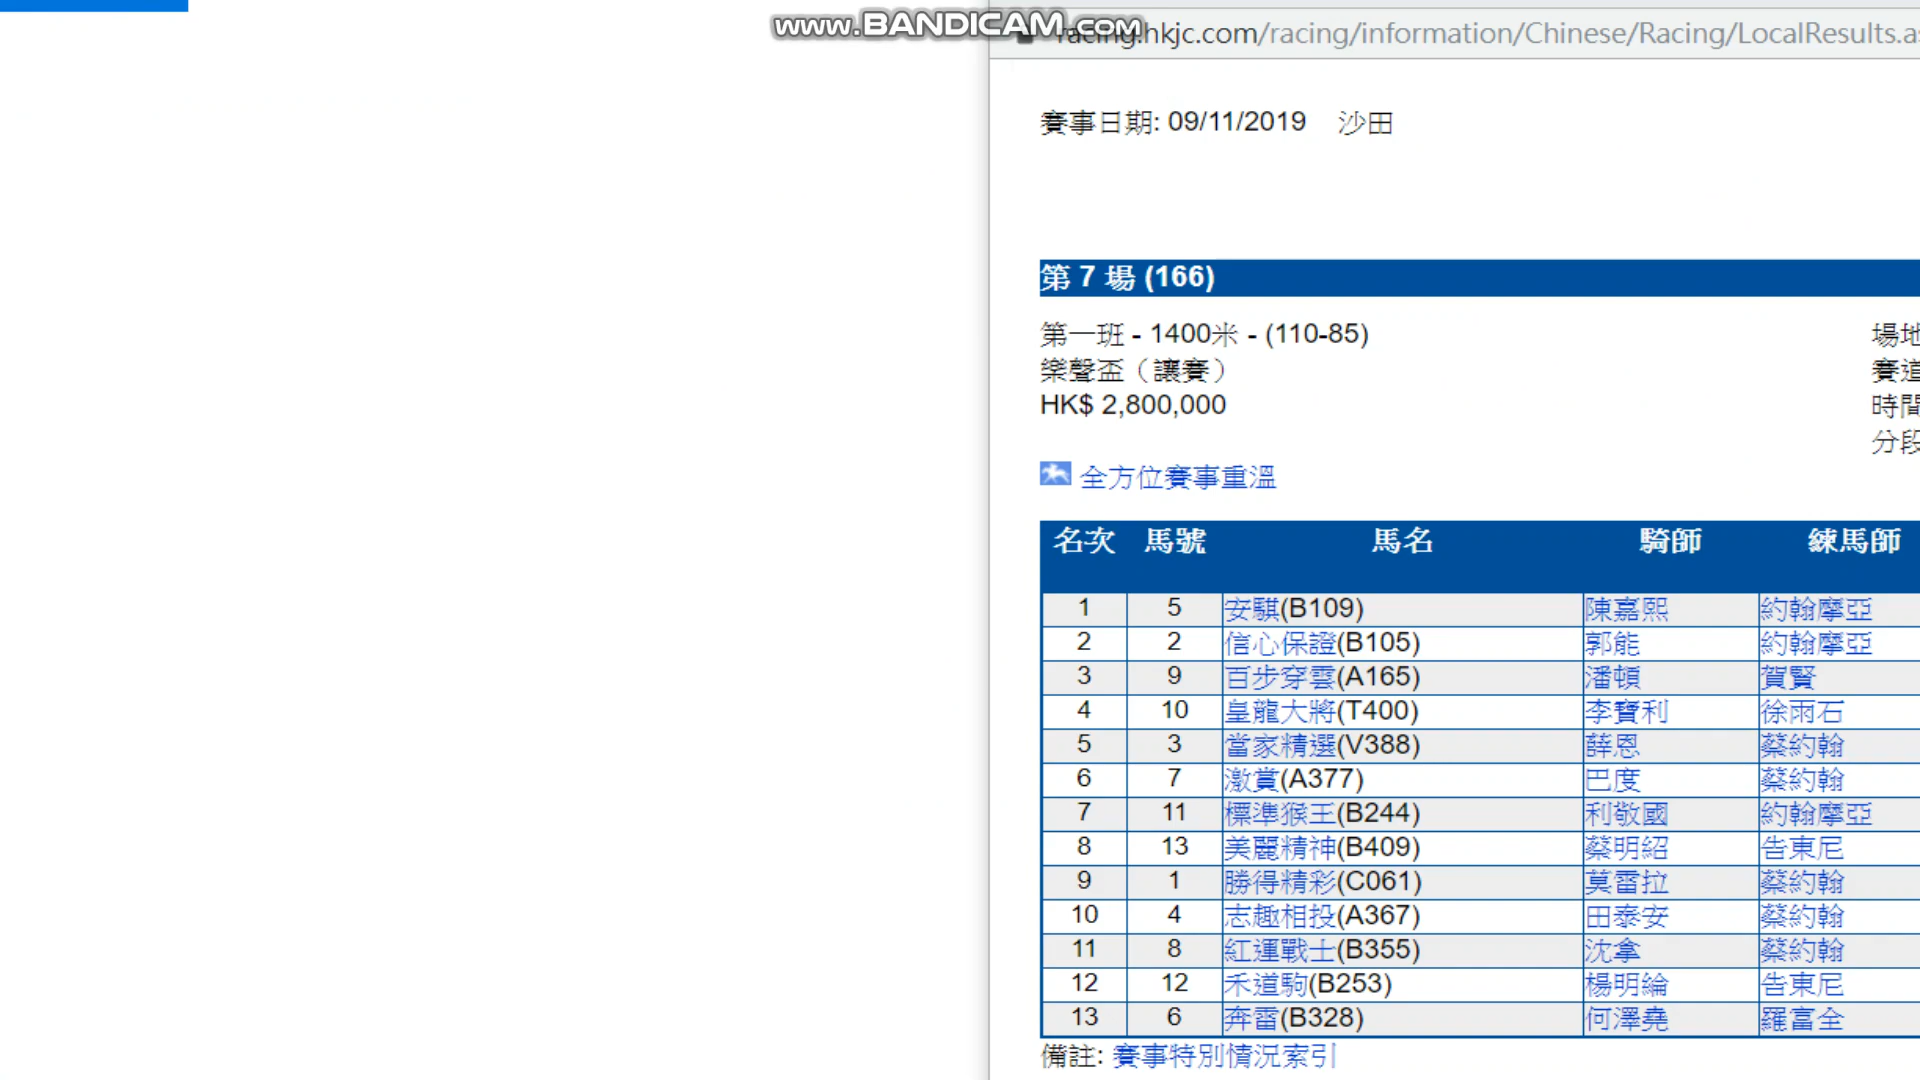 www.BANDICAM.com
racing.hkjc.com/racing/information/Chinese/Racing/LocalResults.as
賽事日期: 09/11/2019 沙田
第 7 場 (166)
第一班 - 1400米 - (110-85)
場地
樂聲盃（讓賽）
賽道
HK$ 2,800,000
時間
分段
全方位賽事重溫
名次 馬號 馬名 騎師 練馬師
1 5 安騏(B109) 陳嘉熙 約翰摩亞
2 2 信心保證(B105) 郭能 約翰摩亞
3 9 百步穿雲(A165) 潘頓 賀賢
4 10 皇龍大將(T400) 李寶利 徐雨石
5 3 當家精選(V388) 薛恩 蔡約翰
6 7 激賞(A377) 巴度 蔡約翰
7 11 標準猴王(B244) 利敬國 約翰摩亞
8 13 美麗精神(B409) 蔡明紹 告東尼
9 1 勝得精彩(C061) 莫雷拉 蔡約翰
10 4 志趣相投(A367) 田泰安 蔡約翰
11 8 紅運戰士(B355) 沈拿 蔡約翰
12 12 禾道駒(B253) 楊明綸 告東尼
13 6 奔雷(B328) 何澤堯 羅富全
備註: 賽事特別情況索引